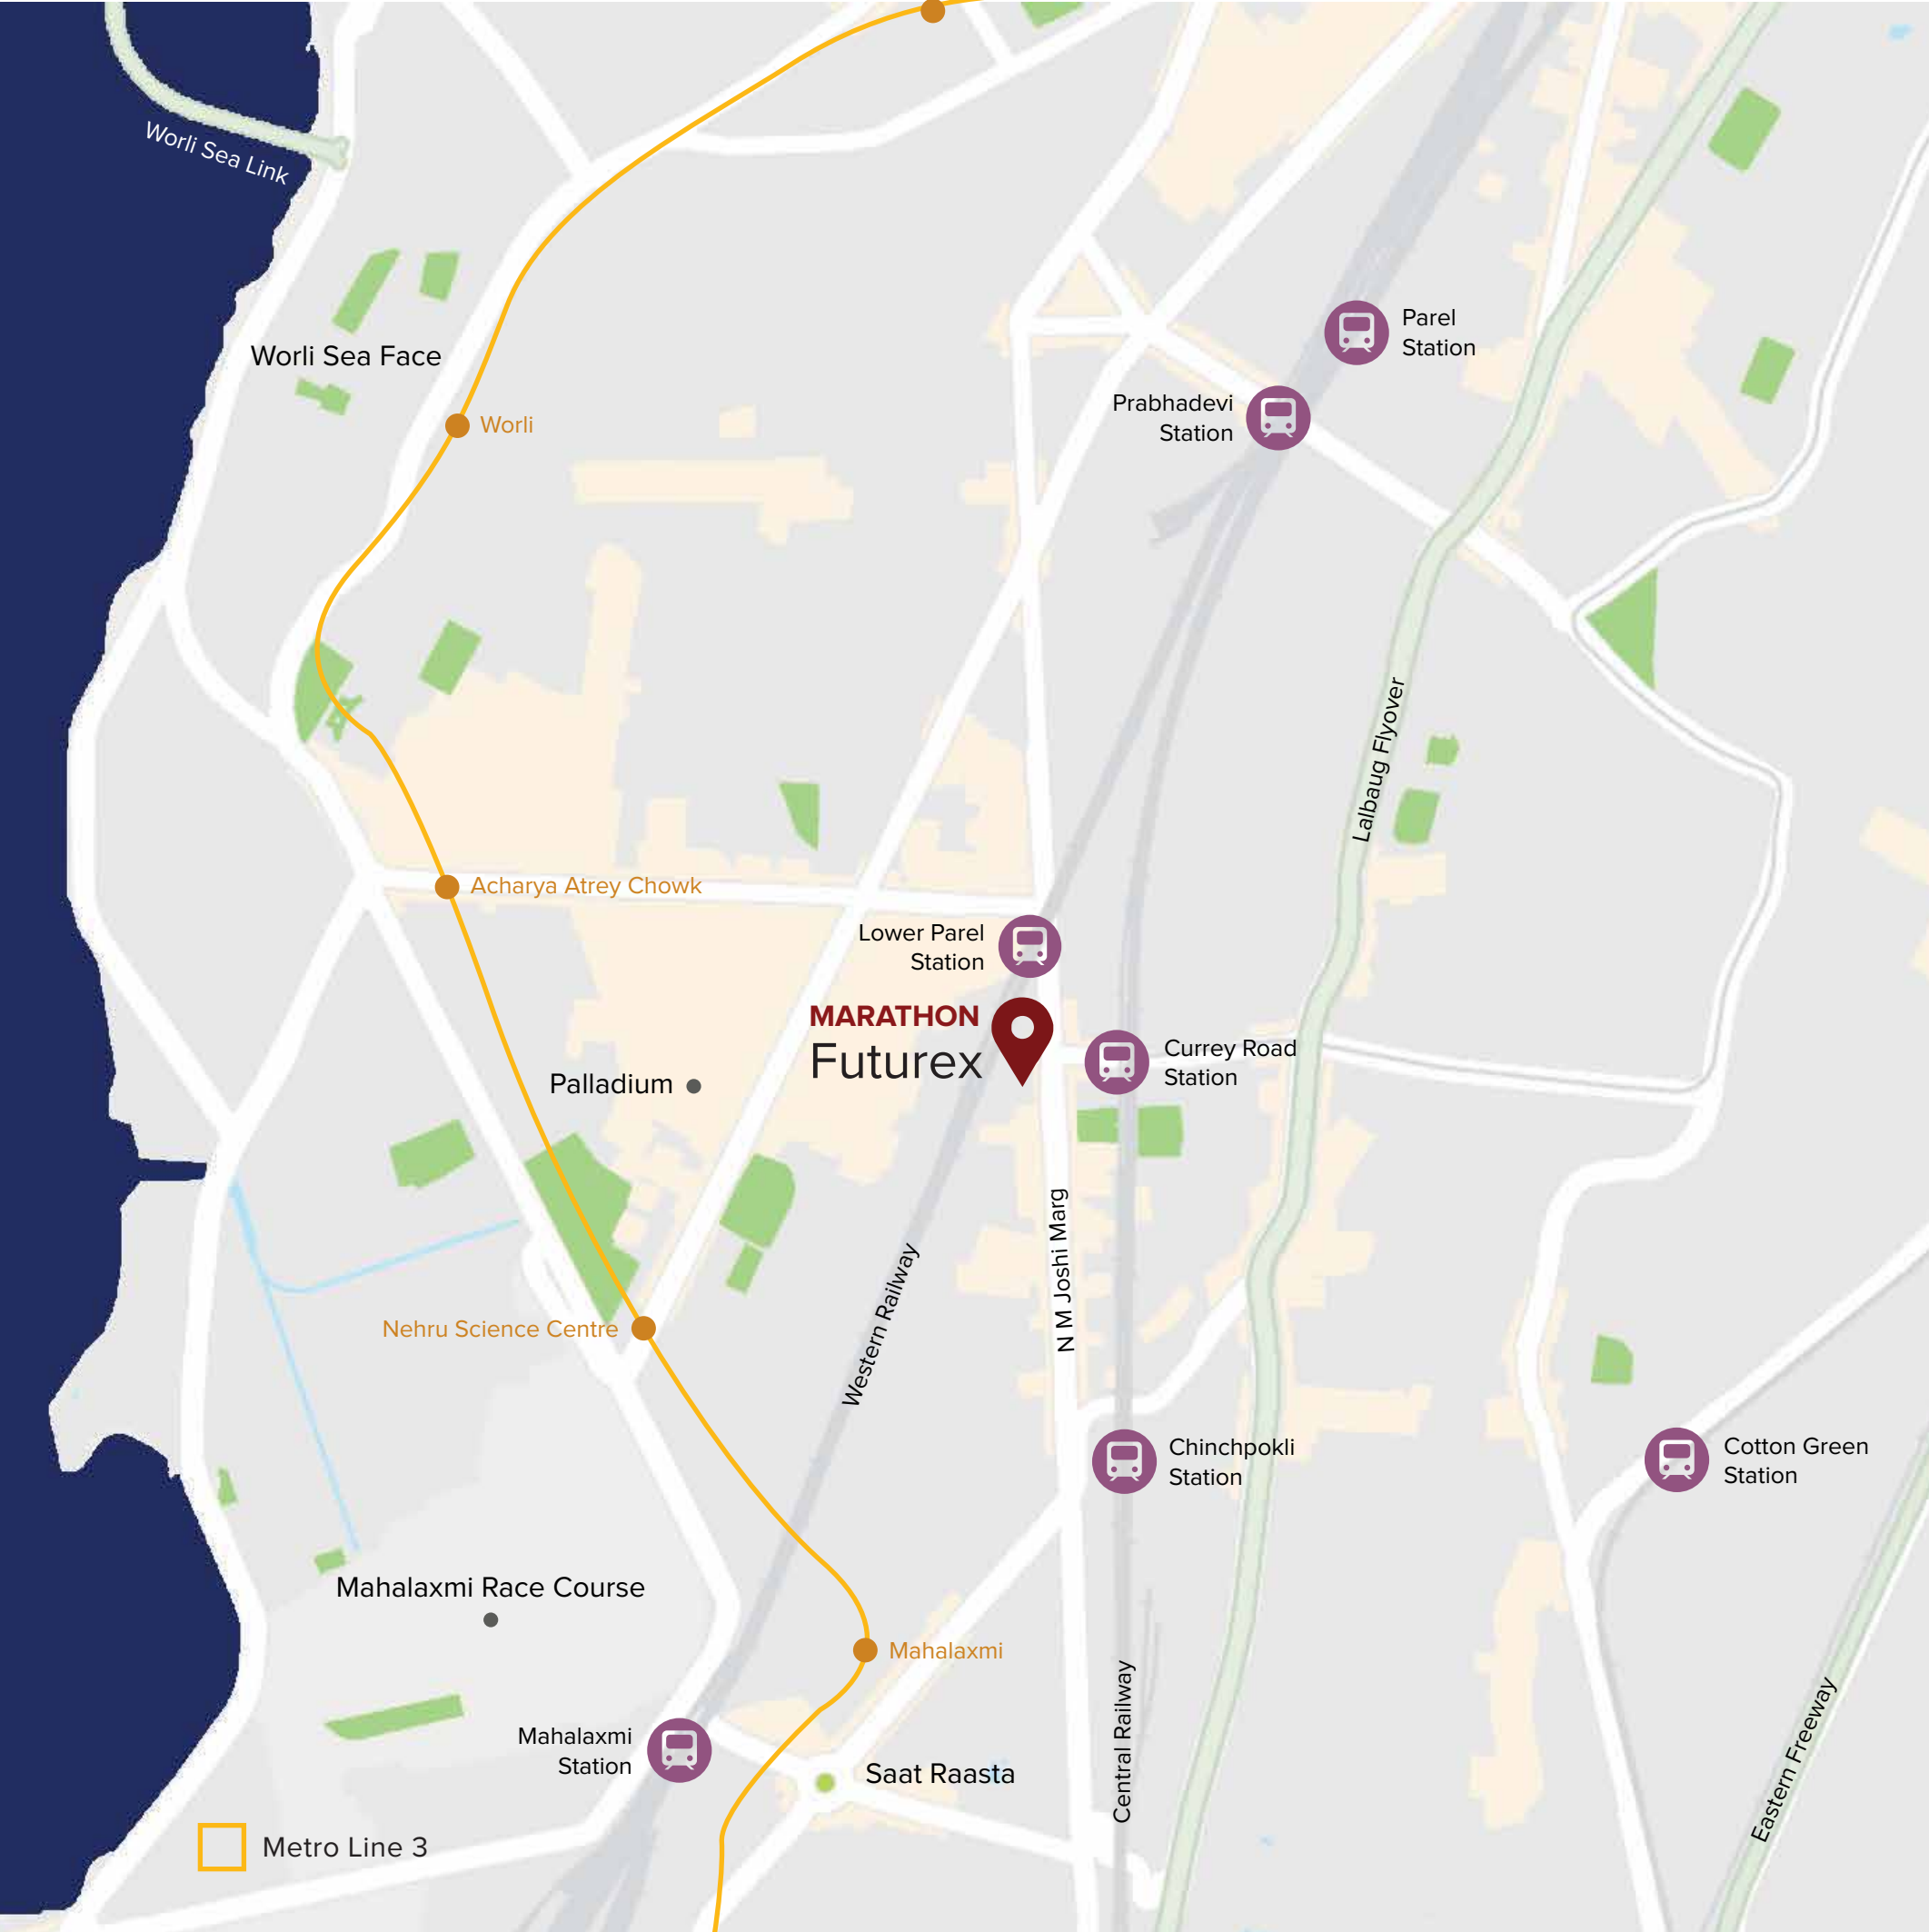 Worli Sea Link
Parel
Station
Worli Sea Face
Prabhadevi
Station
Worli
Lalbaug Flyover
Acharya Atrey Chowk
Lower Parel
Station
MARATHON
Futurex
Currey Road
Station
Palladium
N M Joshi Marg
Western Railway
Nehru Science Centre
Chinchpokli
Station
Cotton Green
Station
Mahalaxmi Race Course
Mahalaxmi
Central Railway
Eastern Freeway
Mahalaxmi
Station
Saat Raasta
Metro Line 3